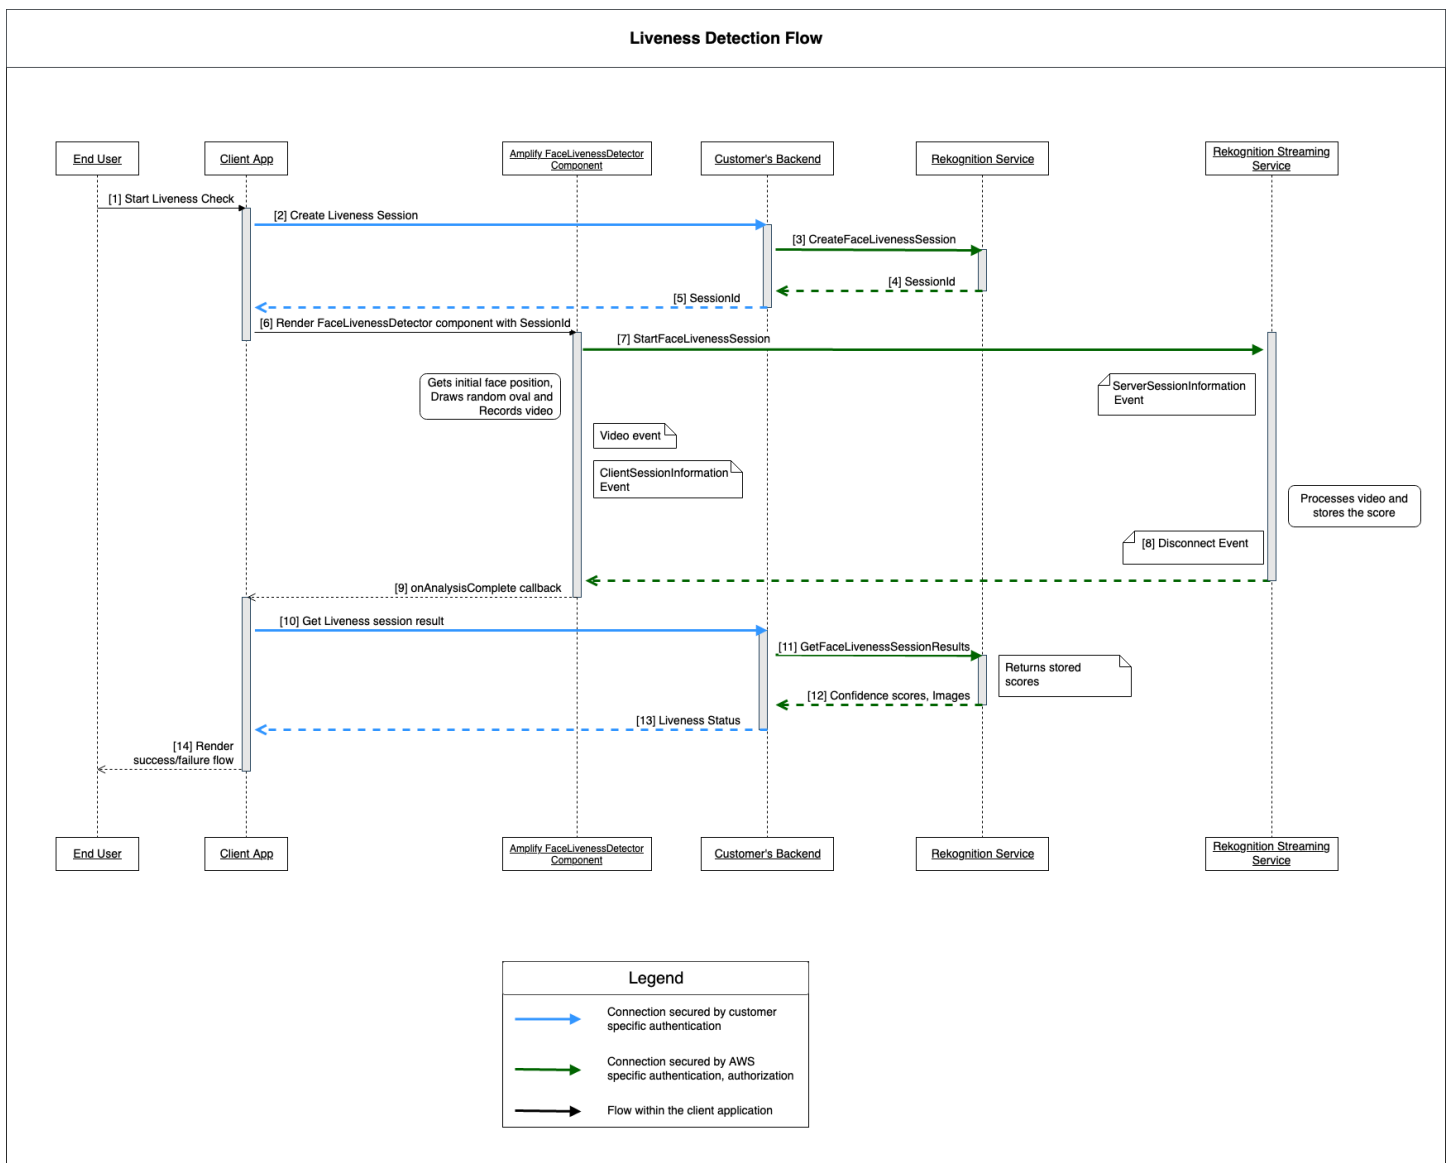 Liveness Detection Flow
End User
Client App
Amplify FaceLivenessDetector
Component
Customer's Backend
Rekognition Service
Rekognition Streaming
Service
[1] Start Liveness Check
[2] Create Liveness Session
[3] CreateFaceLivenessSession
[4] SessionId
[5] SessionId
[6] Render FaceLivenessDetector component with SessionId
[7] StartFaceLivenessSession
Gets initial face position,
Draws random oval and
Records video
ServerSessionInformation
Event
Video event
ClientSessionInformation
Event
Processes video and
stores the score
[8] Disconnect Event
[9] onAnalysisComplete callback
[10] Get Liveness session result
[11] GetFaceLivenessSessionResults
Returns stored
scores
[12] Confidence scores, Images
[13] Liveness Status
[14] Render
success/failure flow
End User
Client App
Amplify FaceLivenessDetector
Component
Customer's Backend
Rekognition Service
Rekognition Streaming
Service
Legend
Connection secured by customer
specific authentication
Connection secured by AWS
specific authentication, authorization
Flow within the client application